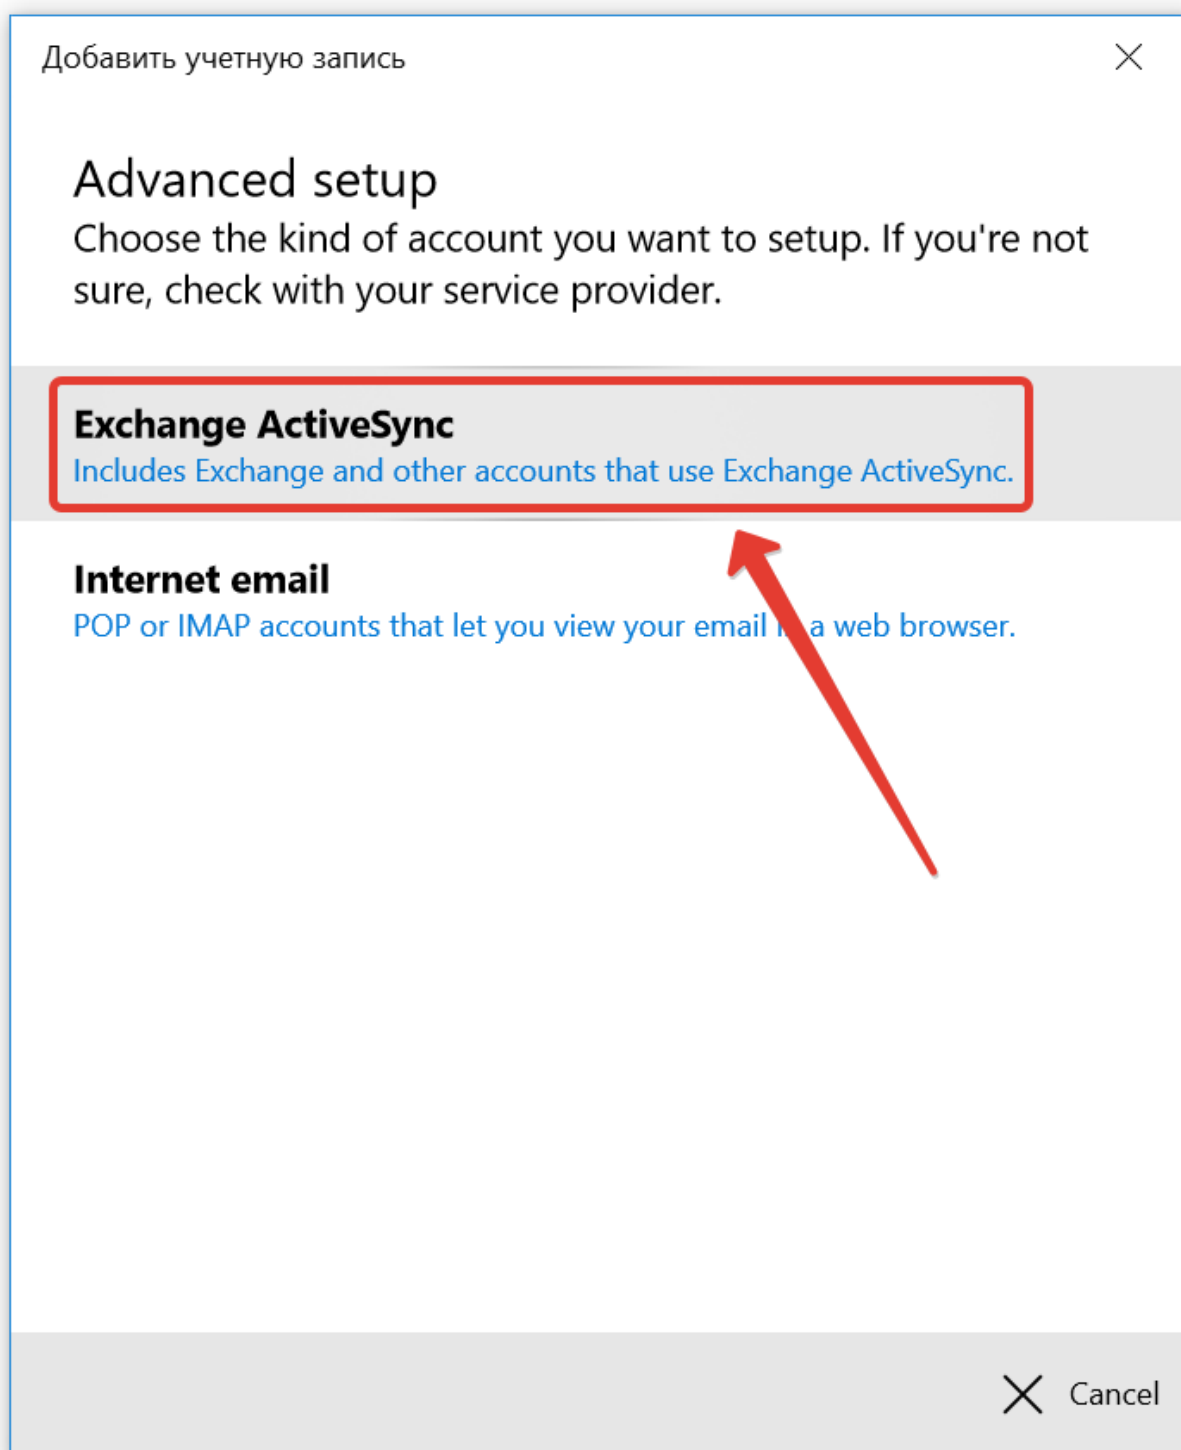 Добавить учетную запись
Advanced setup
Choose the kind of account you want to setup. If you're not
sure, check with your service provider.
Exchange ActiveSync
Includes Exchange and other accounts that use Exchange ActiveSync.
Internet email
POP or IMAP accounts that let you view your email a web browser.
Cancel